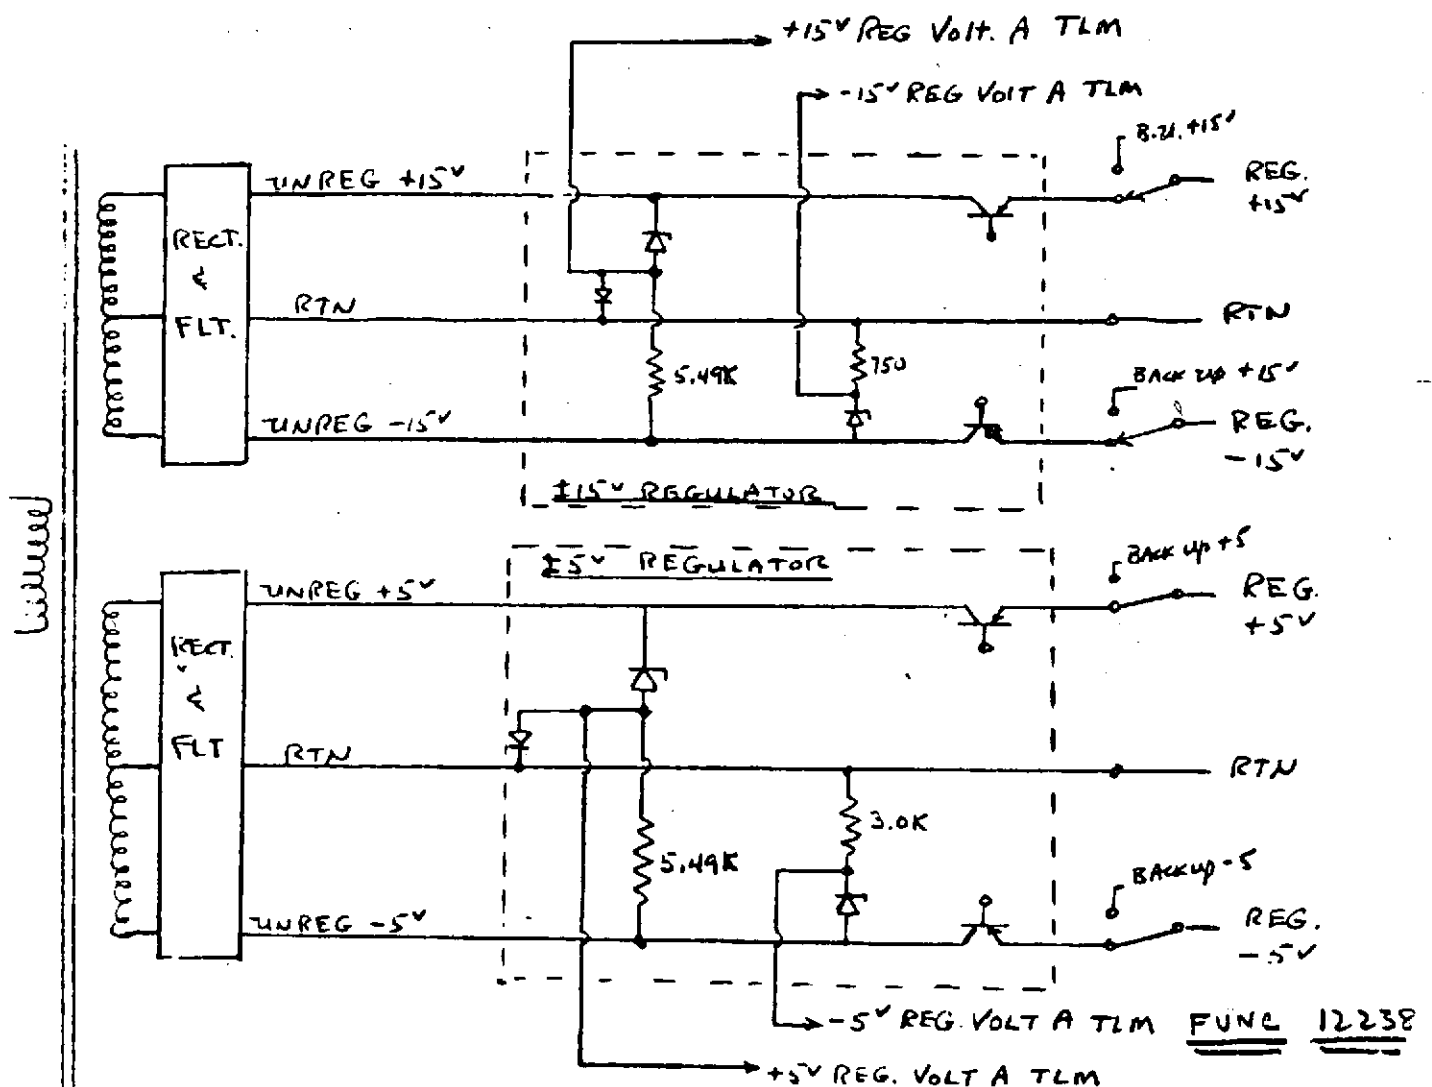 +15V REG Volt. A TLM
-15V REG VOLT A TLM
B.U. +15V
UNREG +15V
REG.
+15V
RECT.
&
FLT.
RTN
RTN
5.49K
750
BACK UP +15V
UNREG -15V
REG.
-15V
±15V REGULATOR
±5V REGULATOR
BACK UP +5
UNREG +5V
REG.
+5V
RECT.
&
FLT
RTN
RTN
3.0K
5.49K
BACK UP -5
UNREG -5V
REG.
-5V
-5V REG. VOLT A TLM FUNC 12238
+5V REG. VOLT A TLM